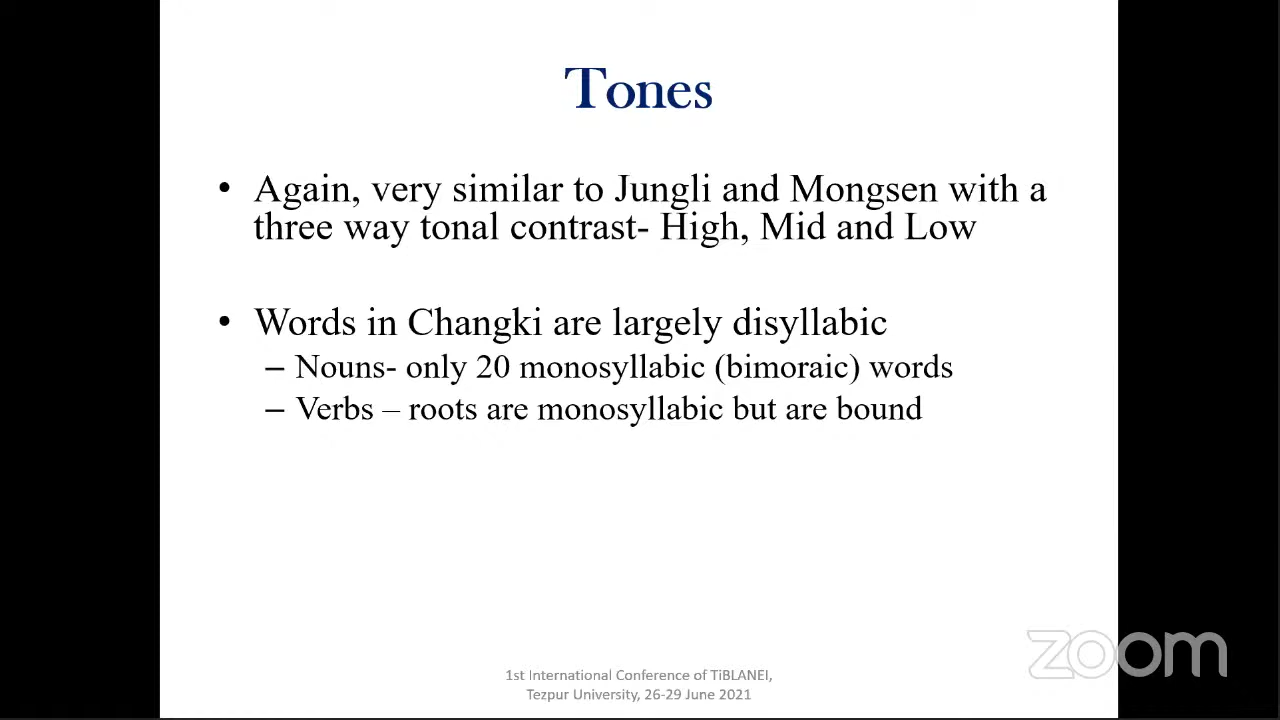 Tones
• Again, very similar to Jungli and Mongsen with a
three way tonal contrast- High, Mid and Low
• Words in Changki are largely disyllabic
– Nouns- only 20 monosyllabic (bimoraic) words
– Verbs – roots are monosyllabic but are bound
zoom
1st International Conference of TiBLANEI,
Tezpur University, 26-29 June 2021